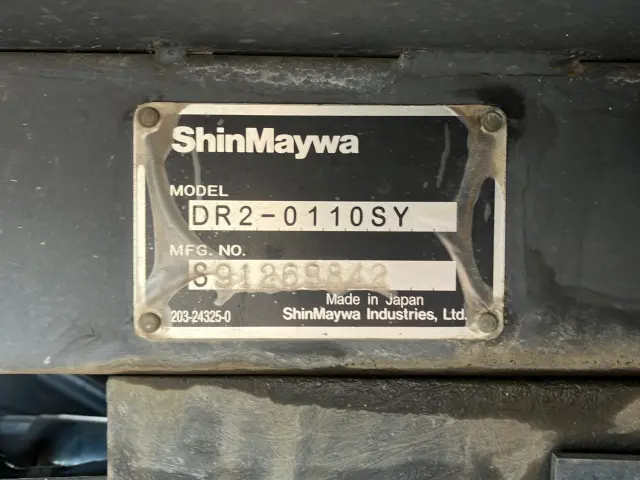 ShinMaywa
MODEL
DR2-0110SY
MFG. NO.
S91269842
Made in Japan
203-24325-0
ShinMaywa Industries, Ltd.